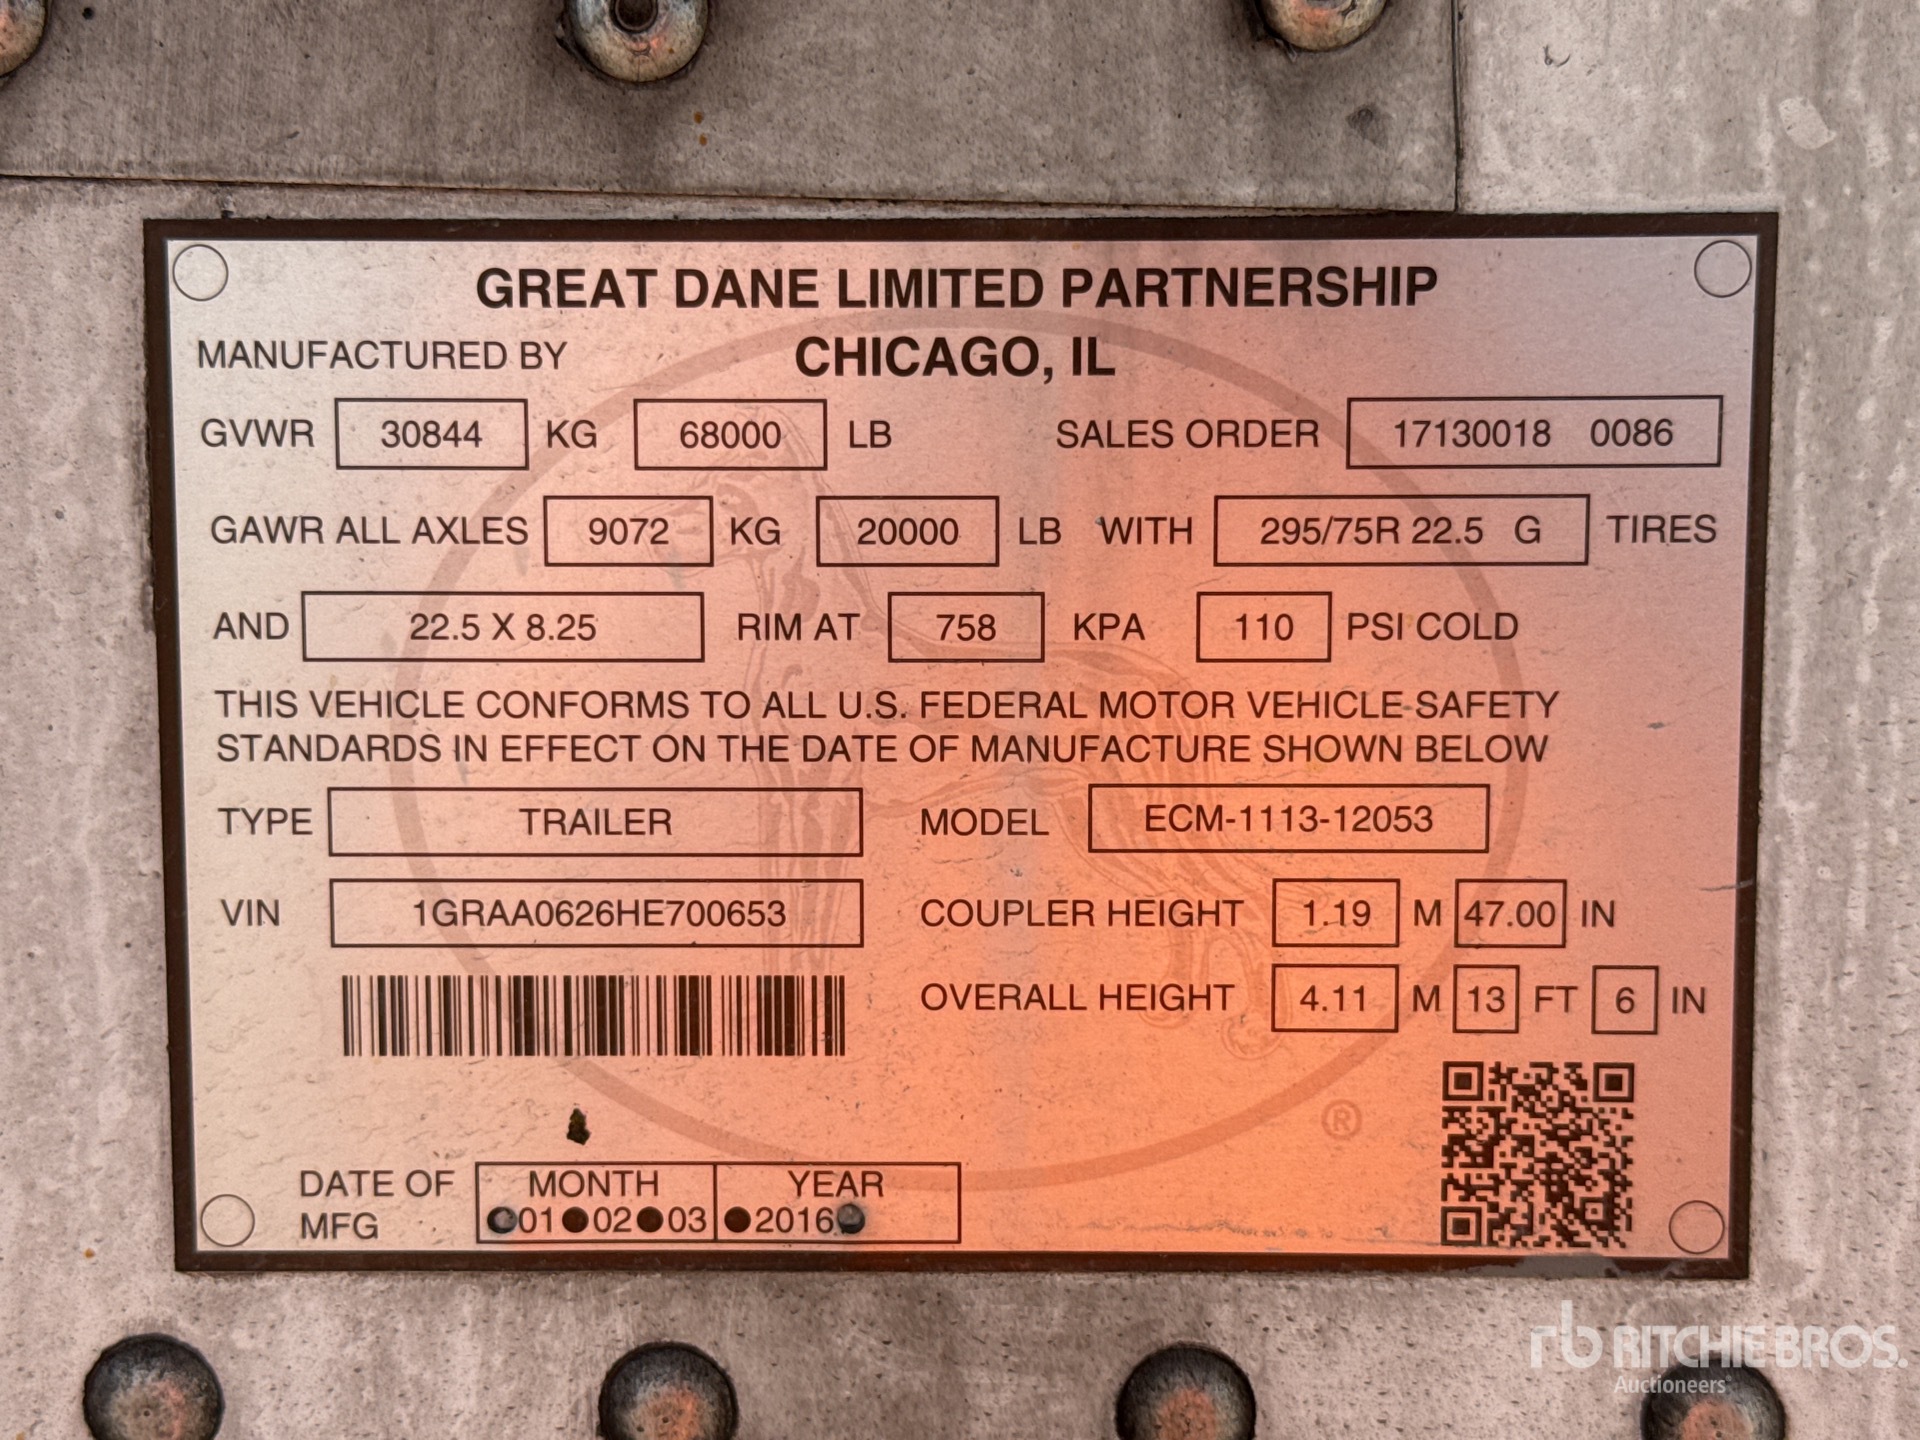 GREAT DANE LIMITED PARTNERSHIP
MANUFACTURED BY CHICAGO, IL
GVWR 30844 KG 68000 LB SALES ORDER 17130018 0086
GAWR ALL AXLES 9072 KG 20000 LB WITH 295/75R 22.5 G TIRES
AND 22.5 X 8.25 RIM AT 758 KPA 110 PSI COLD
THIS VEHICLE CONFORMS TO ALL U.S. FEDERAL MOTOR VEHICLE SAFETY
STANDARDS IN EFFECT ON THE DATE OF MANUFACTURE SHOWN BELOW
TYPE TRAILER MODEL ECM-1113-12053
VIN 1GRAA0626HE700653 COUPLER HEIGHT 1.19 M 47.00 IN
OVERALL HEIGHT 4.11 M 13 FT 6 IN
®
DATE OF MFG MONTH YEAR
01 02 03 2016
rb RITCHIE BROS.
Auctioneers